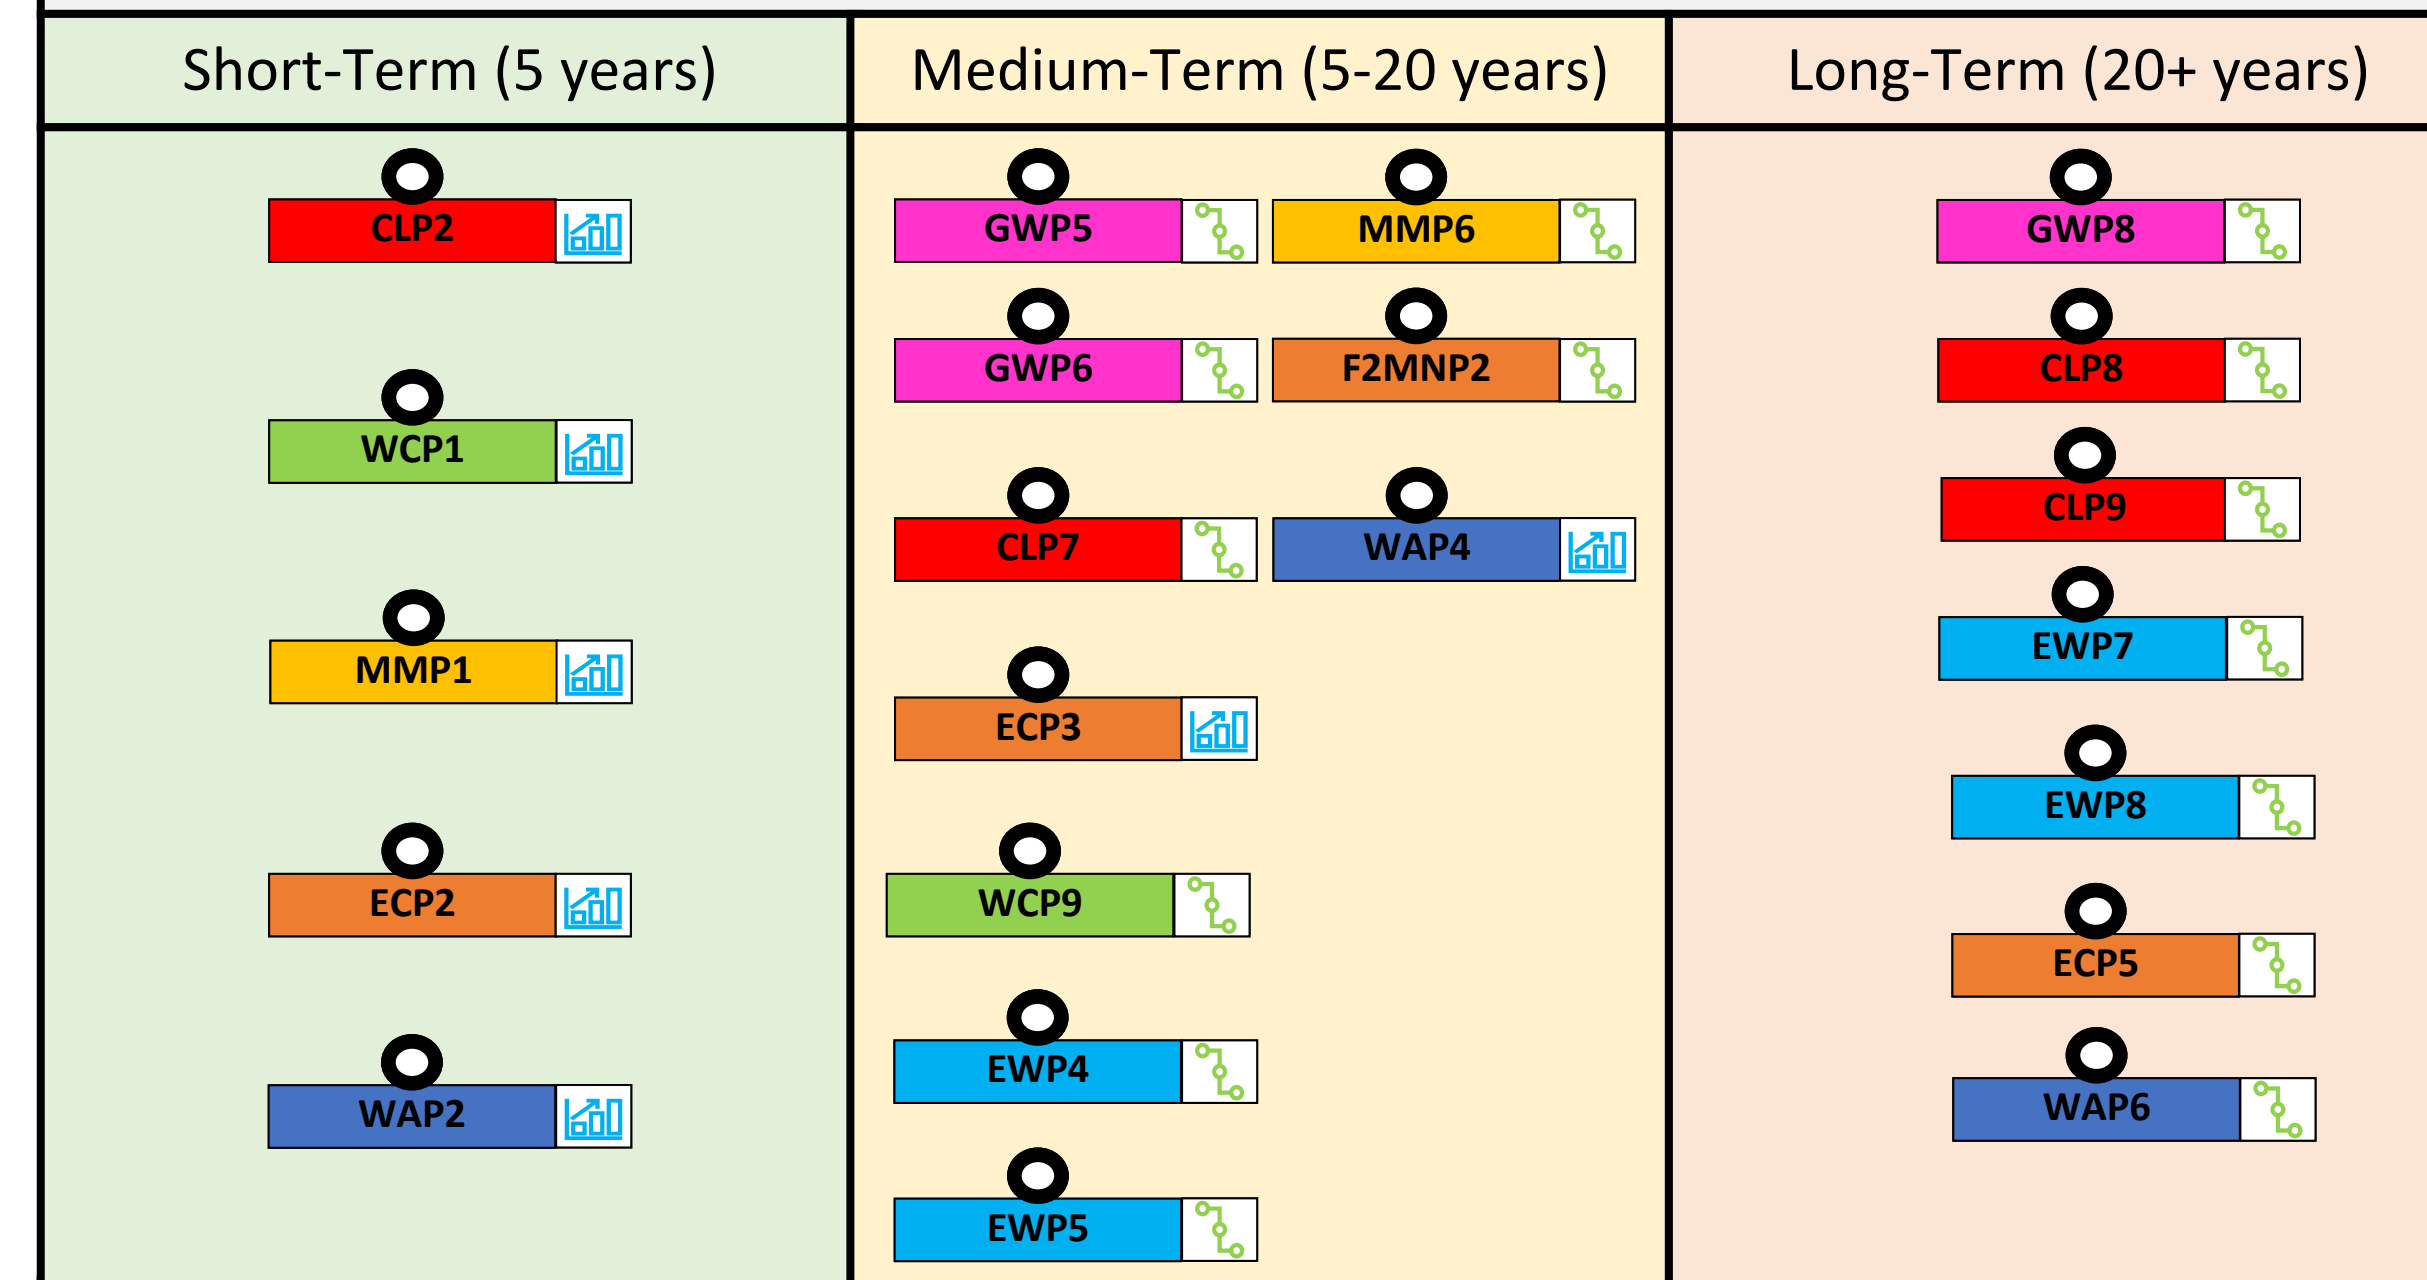 Short-Term (5 years)
Medium-Term (5-20 years)
Long-Term (20+ years)
CLP2
WCP1
MMP1
ECP2
WAP2
GWP5
MMP6
GWP6
F2MNP2
CLP7
WAP4
ECP3
WCP9
EWP4
EWP5
GWP8
CLP8
CLP9
EWP7
EWP8
ECP5
WAP6